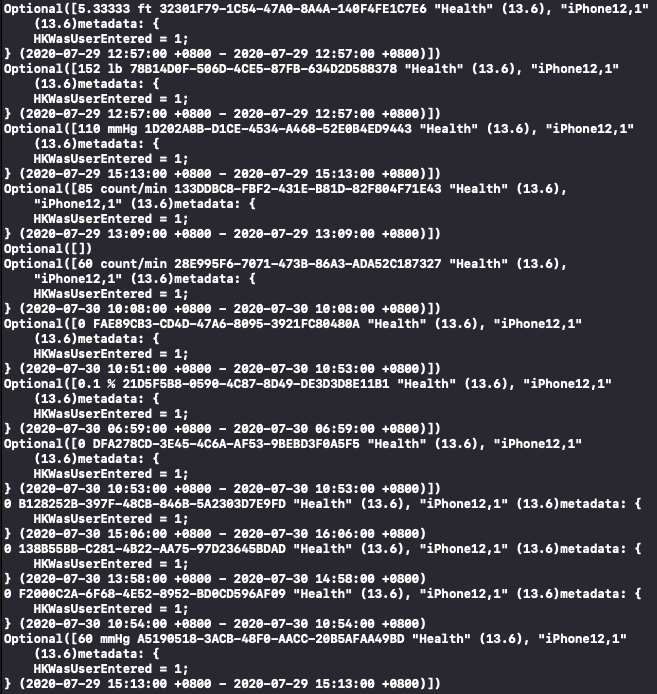 Optional([5.33333 ft 32301F79-1C54-47A0-8A4A-140F4FE1C7E6 "Health" (13.6), "iPhone12,1"
(13.6)metadata: {
HKWasUserEntered = 1;
} (2020-07-29 12:57:00 +0800 - 2020-07-29 12:57:00 +0800)])
Optional([152 lb 78B14D0F-506D-4CE5-87FB-634D2D588378 "Health" (13.6), "iPhone12,1"
(13.6)metadata: {
HKWasUserEntered = 1;
} (2020-07-29 12:57:00 +0800 - 2020-07-29 12:57:00 +0800)])
Optional([110 mmHg 1D202A8B-D1CE-4534-A468-52E0B4ED9443 "Health" (13.6), "iPhone12,1"
(13.6)metadata: {
HKWasUserEntered = 1;
} (2020-07-29 15:13:00 +0800 - 2020-07-29 15:13:00 +0800)])
Optional([85 count/min 133DDBC8-FBF2-431E-B81D-82F804F71E43 "Health" (13.6),
"iPhone12,1" (13.6)metadata: {
HKWasUserEntered = 1;
} (2020-07-29 13:09:00 +0800 - 2020-07-29 13:09:00 +0800)])
Optional([])
Optional([60 count/min 28E995F6-7071-473B-86A3-ADA52C187327 "Health" (13.6),
"iPhone12,1" (13.6)metadata: {
HKWasUserEntered = 1;
} (2020-07-30 10:08:00 +0800 - 2020-07-30 10:08:00 +0800)])
Optional([0 FAE89CB3-CD4D-47A6-8095-3921FC80480A "Health" (13.6), "iPhone12,1"
(13.6)metadata: {
HKWasUserEntered = 1;
} (2020-07-30 10:51:00 +0800 - 2020-07-30 10:53:00 +0800)])
Optional([0.1 % 21D5F5B8-0590-4C87-8D49-DE3D3D8E11B1 "Health" (13.6), "iPhone12,1"
(13.6)metadata: {
HKWasUserEntered = 1;
} (2020-07-30 06:59:00 +0800 - 2020-07-30 06:59:00 +0800)])
Optional([0 DFA278CD-3E45-4C6A-AF53-9BEBD3F0A5F5 "Health" (13.6), "iPhone12,1"
(13.6)metadata: {
HKWasUserEntered = 1;
} (2020-07-30 10:53:00 +0800 - 2020-07-30 10:53:00 +0800)])
0 B128252B-397F-48CB-846B-5A2303D7E9FD "Health" (13.6), "iPhone12,1" (13.6)metadata: {
HKWasUserEntered = 1;
} (2020-07-30 15:06:00 +0800 - 2020-07-30 16:06:00 +0800)
0 138B55BB-C281-4B22-AA75-97D23645BDAD "Health" (13.6), "iPhone12,1" (13.6)metadata: {
HKWasUserEntered = 1;
} (2020-07-30 13:58:00 +0800 - 2020-07-30 14:58:00 +0800)
0 F2000C2A-6F68-4E52-8952-BD0CD596AF09 "Health" (13.6), "iPhone12,1" (13.6)metadata: {
HKWasUserEntered = 1;
} (2020-07-30 10:54:00 +0800 - 2020-07-30 10:54:00 +0800)
Optional([60 mmHg A5190518-3ACB-48F0-AACC-20B5AFAA49BD "Health" (13.6), "iPhone12,1"
(13.6)metadata: {
HKWasUserEntered = 1;
} (2020-07-29 15:13:00 +0800 - 2020-07-29 15:13:00 +0800)])